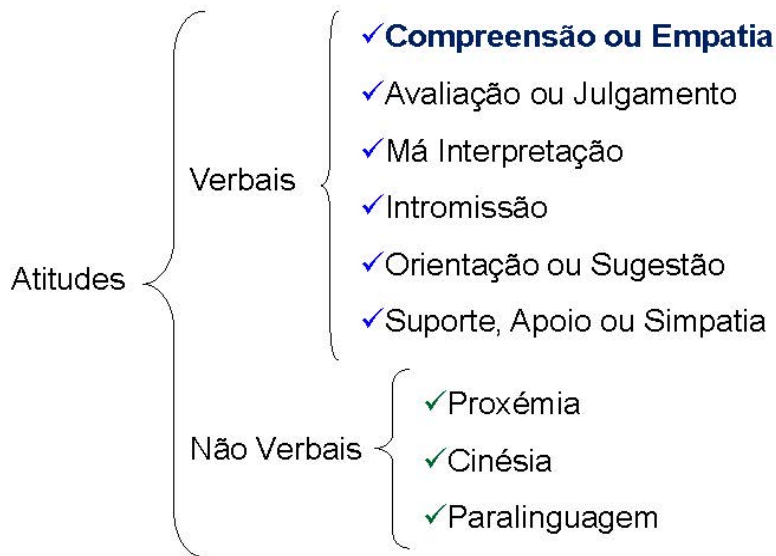 Atitudes
Verbais
✓Compreensão ou Empatia
✓Avaliação ou Julgamento
✓Má Interpretação
✓Intromissão
✓Orientação ou Sugestão
✓Suporte, Apoio ou Simpatia
Não Verbais
✓Proxémia
✓Cinésia
✓Paralinguagem